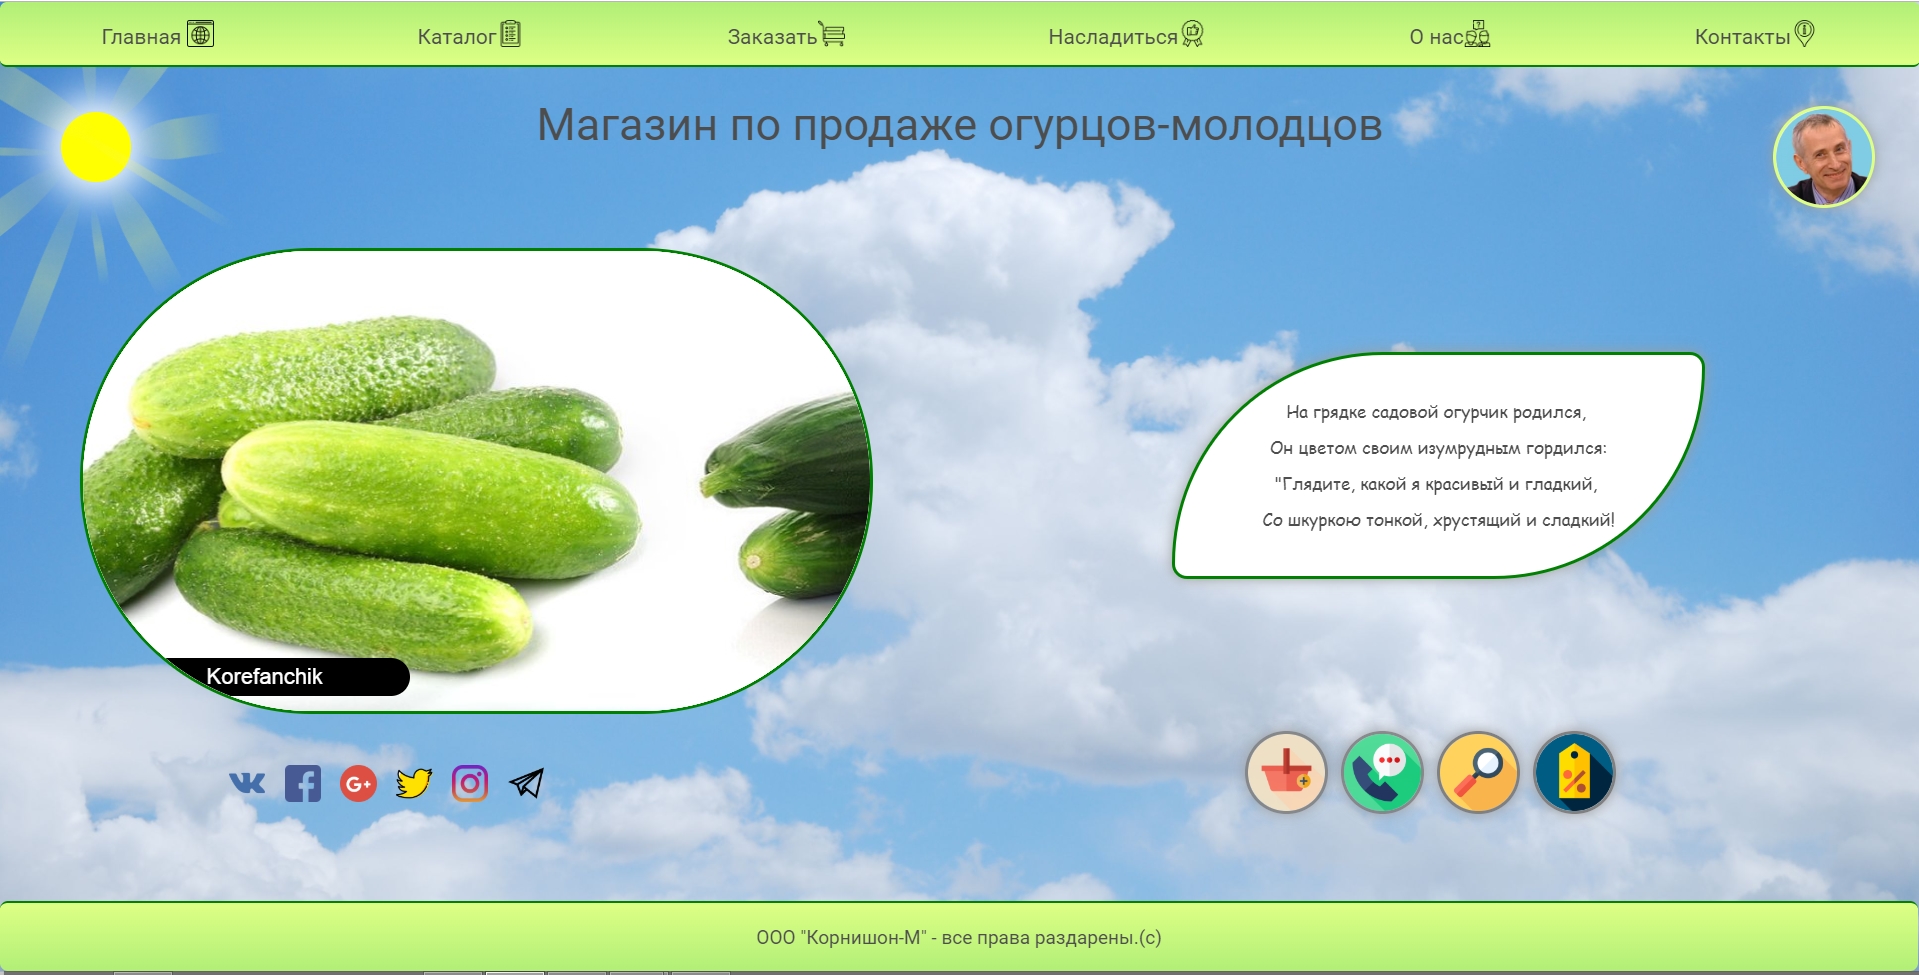 Главная
Каталог
Заказать
Насладиться
О нас
Контакты
Магазин по продаже огурцов-молодцов
На грядке садовой огурчик родился,
Он цветом своим изумрудным гордился:
"Глядите, какой я красивый и гладкий,
Со шкуркою тонкой, хрустящий и сладкий!
Korefanchik
ООО "Корнишон-М" - все права раздарены.(с)